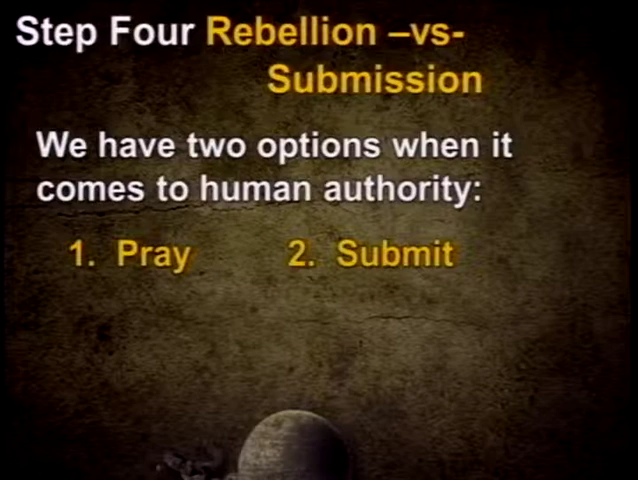 Step Four Rebellion –vs-
Submission
We have two options when it
comes to human authority:
1. Pray 2. Submit